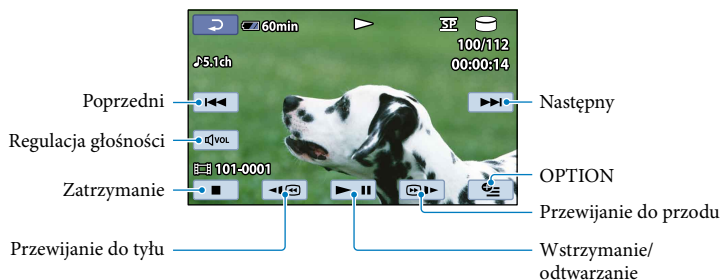 60min
SP
100/112
♪5.1ch
00:00:14
Poprzedni
Następny
Regulacja głośności
VOL
101-0001
Zatrzymanie
OPTION
Przewijanie do przodu
Przewijanie do tyłu
Wstrzymanie/
odtwarzanie